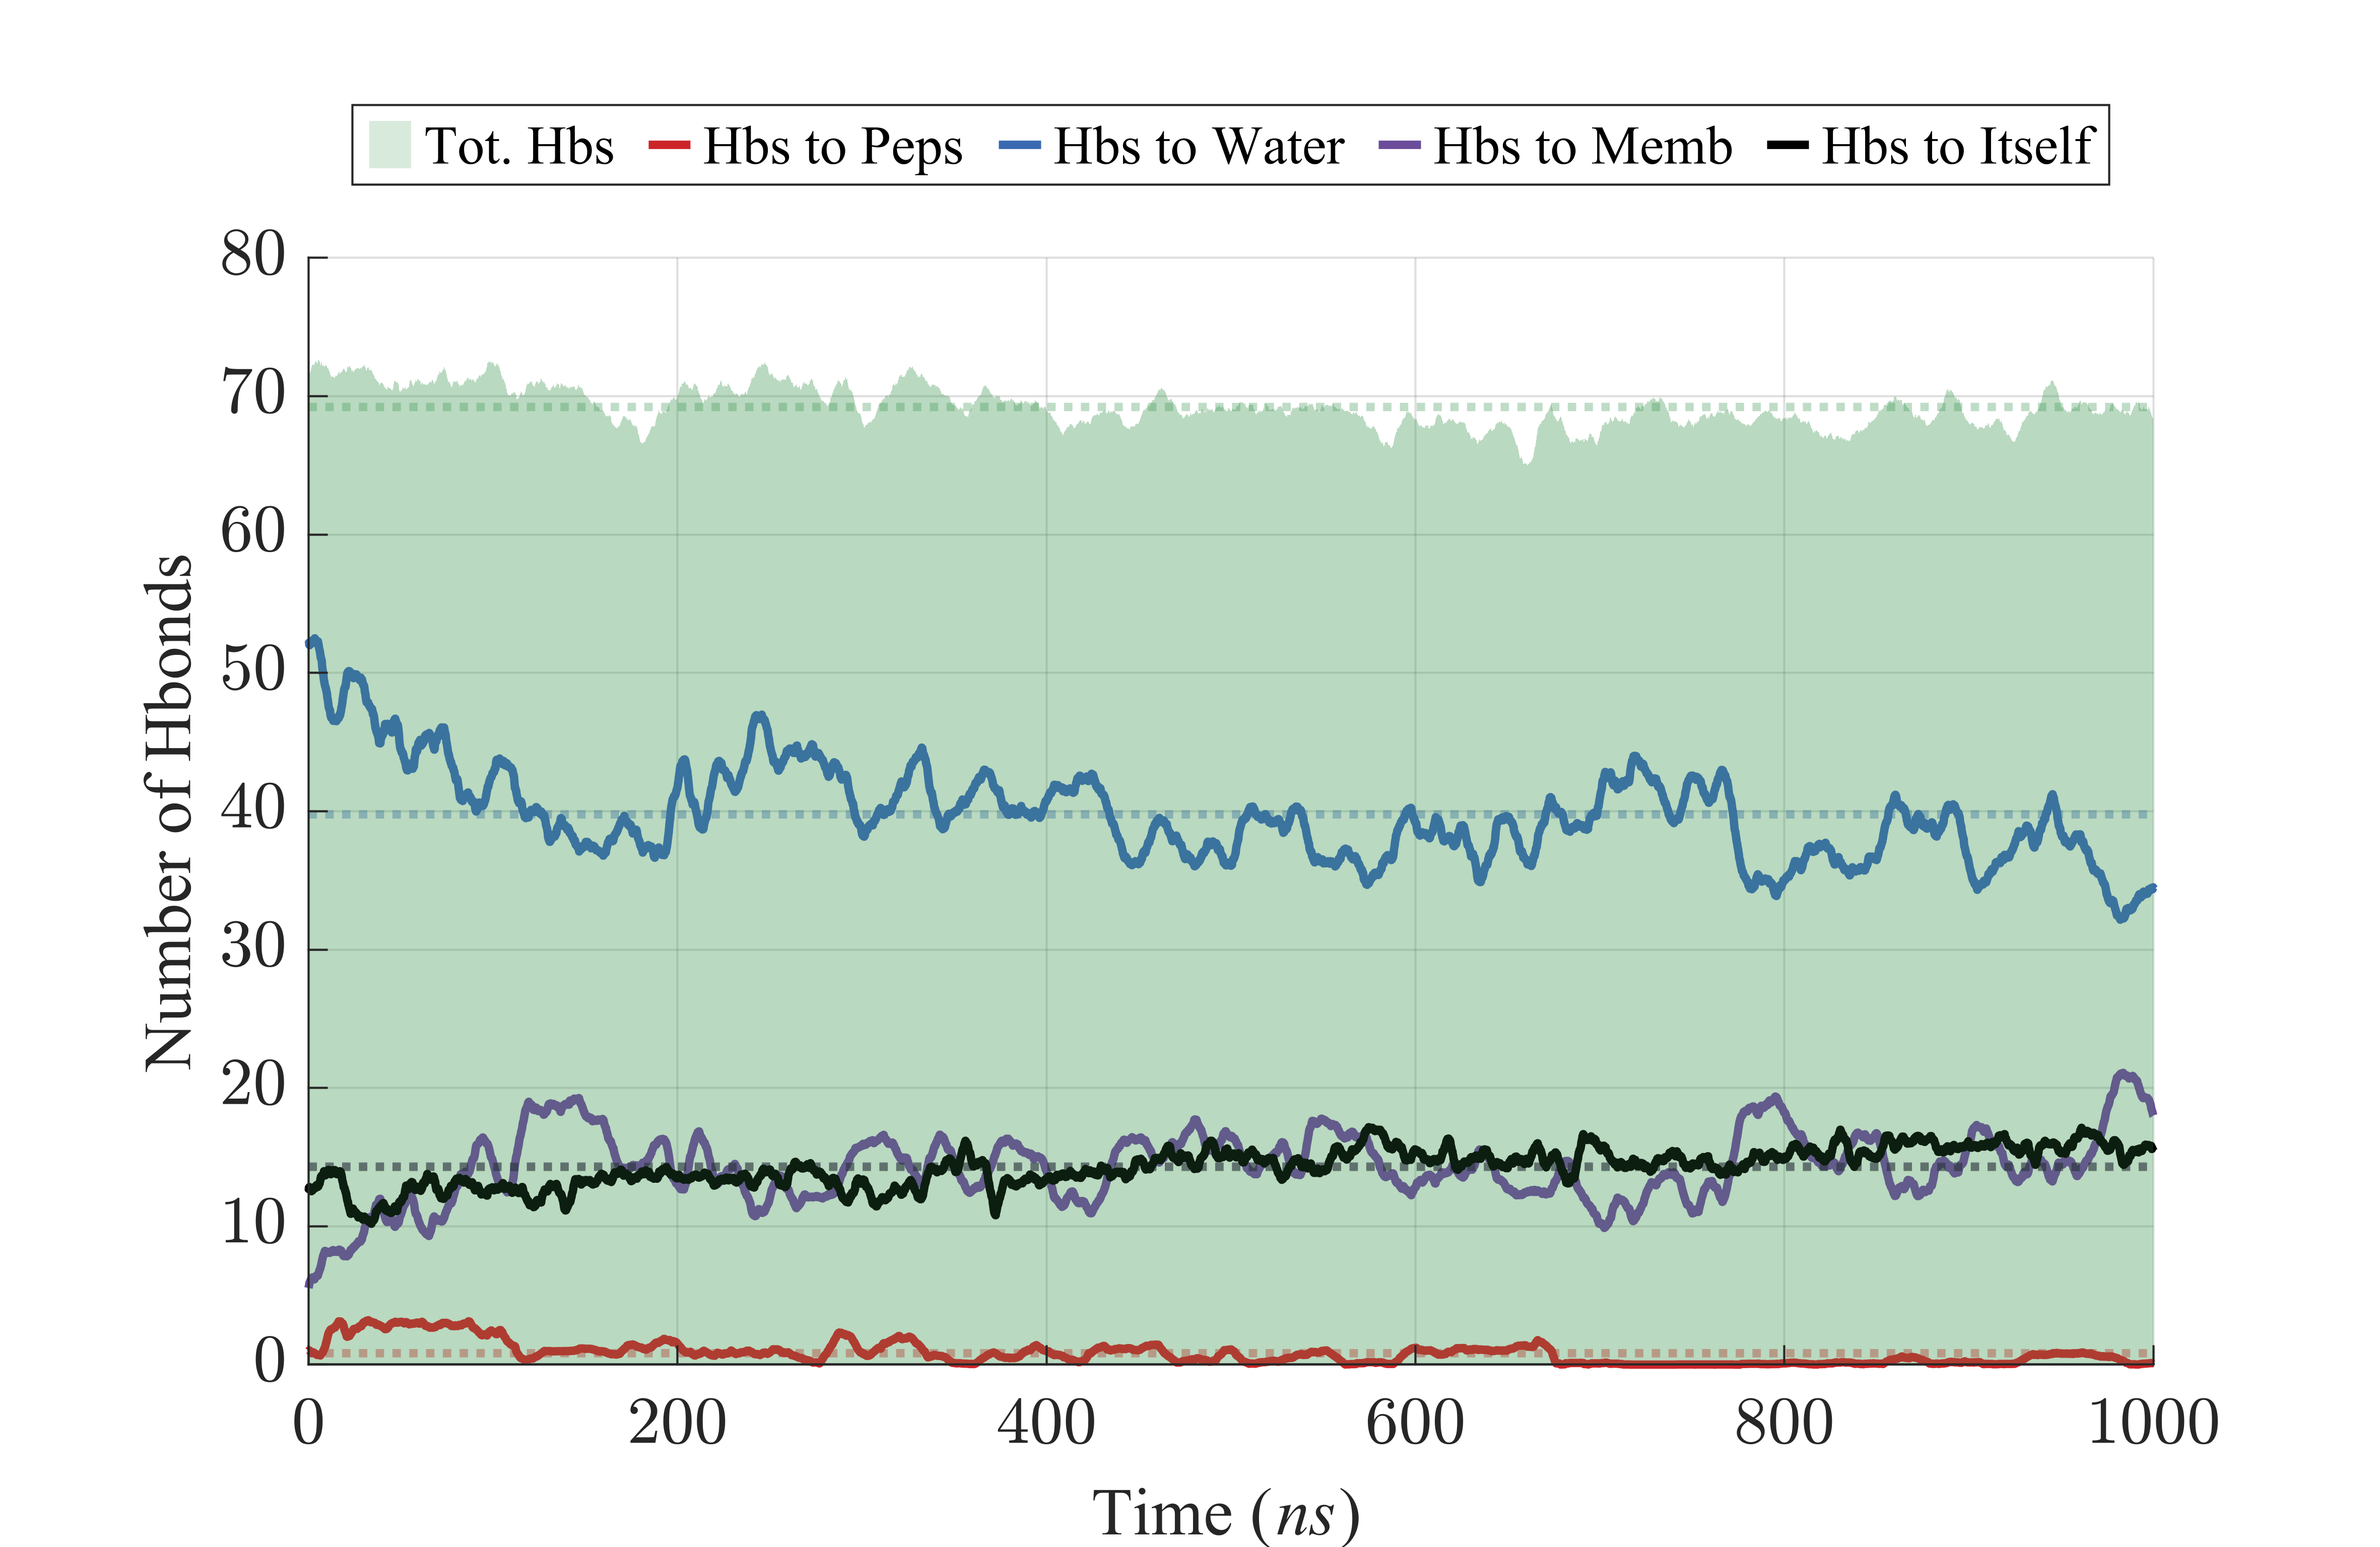 Tot. Hbs Hbs to Peps Hbs to Water Hbs to Memb Hbs to Itself
80
70
60
50
40
30
20
10
0
Number of Hbonds
0 200 400 600 800 1000
Time (ns)